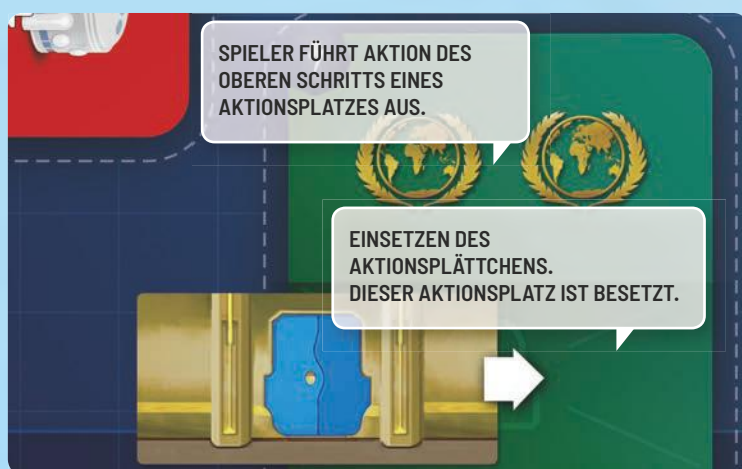 SPIELER FÜHRT AKTION DES
OBEREN SCHRITTS EINES
AKTIONSPLATZES AUS.
EINSETZEN DES
AKTIONSPLÄTTCHENS.
DIESER AKTIONSPLATZ IST BESETZT.